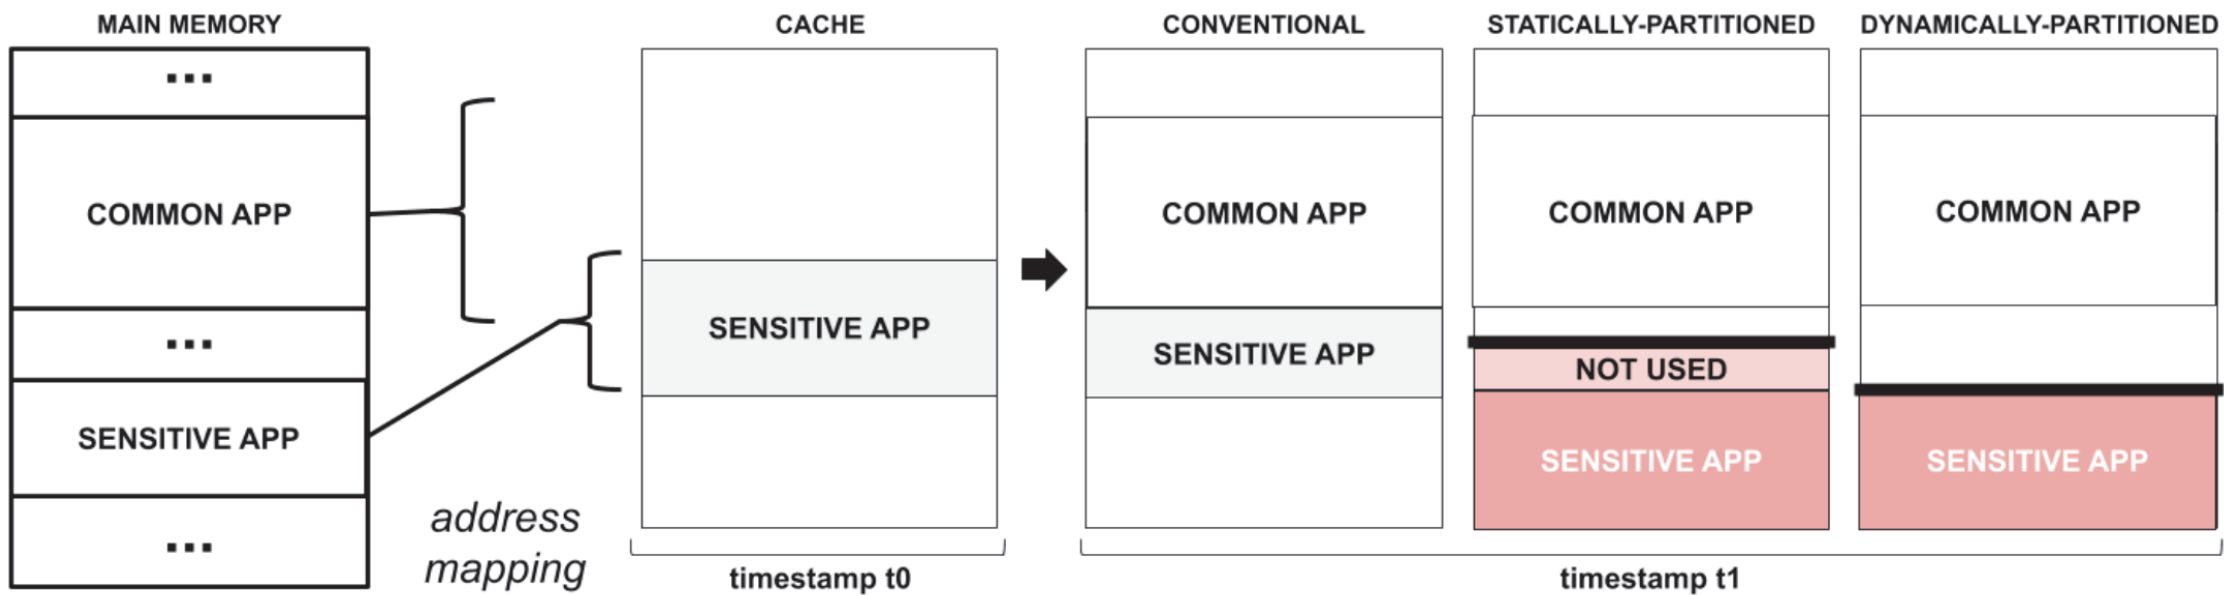 MAIN MEMORY
...
COMMON APP
...
SENSITIVE APP
...
address
mapping
CACHE
SENSITIVE APP
timestamp t0
CONVENTIONAL
COMMON APP
SENSITIVE APP
STATICALLY-PARTITIONED
COMMON APP
NOT USED
SENSITIVE APP
DYNAMICALLY-PARTITIONED
COMMON APP
SENSITIVE APP
timestamp t1